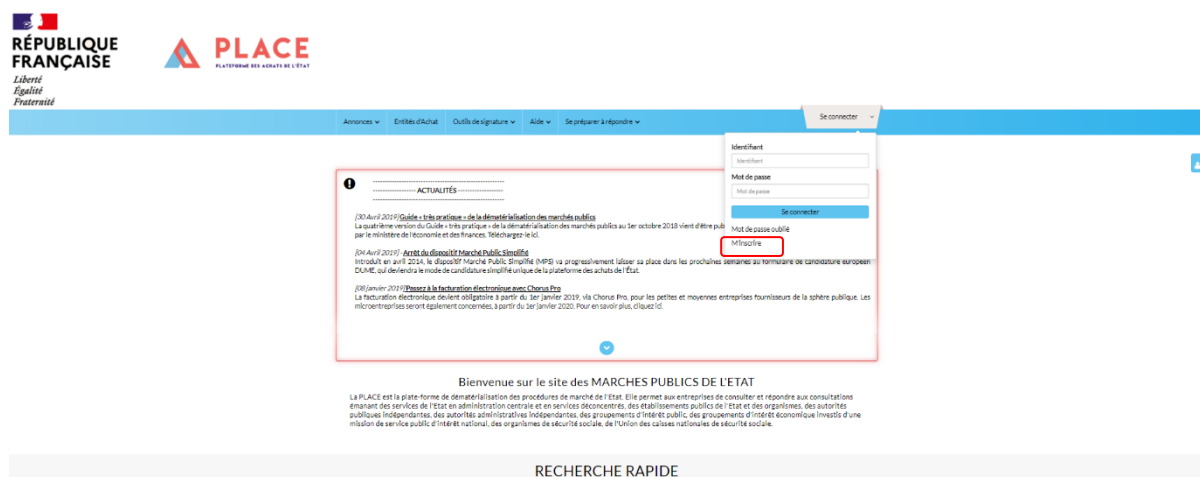 RÉPUBLIQUE
FRANÇAISE
Liberté
Égalité
Fraternité
PLACE
PLATEFORME DES ACHATS DE L'ÉTAT
Annonces Entités d'Achat Outils de signature Aide Se préparer à répondre
Se connecter
Identifiant
Identifiant
Mot de passe
Mot de passe
Se connecter
Mot de passe oublié
M'inscrire
---------------- ACTUALITÉS -----------------
[30 Avril 2019] Guide « très pratique » de la dématérialisation des marchés publics
La quatrième version du Guide « très pratique » de la dématérialisation des marchés publics au 1er octobre 2018 vient d'être
par le ministère de l'économie et des finances. Téléchargez-le ici.
[04 Avril 2019] - Arrêt du dispositif Marché Public Simplifié
Introduit en avril 2014, le dispositif Marché Public Simplifié (MPS) va progressivement laisser sa place dans les prochaines semaines au formulaire de candidature européen
DUME, qui deviendra le mode de candidature simplifié unique de la plateforme des achats de l'État.
[08 janvier 2019] Passez à la facturation électronique avec Chorus Pro
La facturation électronique devient obligatoire à partir du 1er janvier 2019, via Chorus Pro, pour les petites et moyennes entreprises fournisseurs de la sphère publique. Les
microentreprises seront également concernées, à partir du 1er janvier 2020. Pour en savoir plus, cliquez ici.
Bienvenue sur le site des MARCHES PUBLICS DE L'ETAT
La PLACE est la plate-forme de dématérialisation des procédures de marché de l'Etat. Elle permet aux entreprises de consulter et répondre aux consultations
émanant des services de l'Etat en administration centrale et en services déconcentrés, des établissements publics de l'Etat et des organismes, des autorités
publiques indépendantes, des autorités administratives indépendantes, des groupements d'intérêt public, des groupements d'intérêt économique investis d'une
mission de service public d'intérêt national, des organismes de sécurité sociale, de l'Union des caisses nationales de sécurité sociale.
RECHERCHE RAPIDE